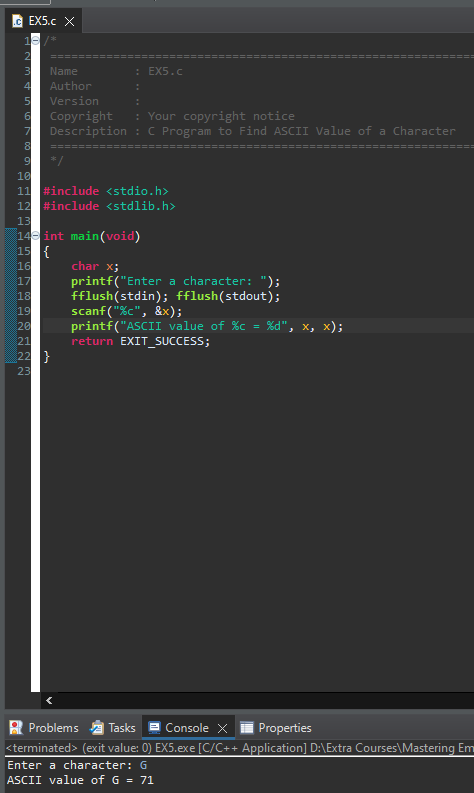 EX5.c
1 /*
2 ============================================================
3 Name        : EX5.c
4 Author      :
5 Version     :
6 Copyright   : Your copyright notice
7 Description : C Program to Find ASCII Value of a Character
8 ============================================================
9 */
10
11 #include <stdio.h>
12 #include <stdlib.h>
13
14 int main(void)
15 {
16     char x;
17     printf("Enter a character: ");
18     fflush(stdin); fflush(stdout);
19     scanf("%c", &x);
20     printf("ASCII value of %c = %d", x, x);
21     return EXIT_SUCCESS;
22 }
23
Problems Tasks Console Properties
<terminated> (exit value: 0) EX5.exe [C/C++ Application] D:\Extra Courses\Mastering Em
Enter a character: G
ASCII value of G = 71